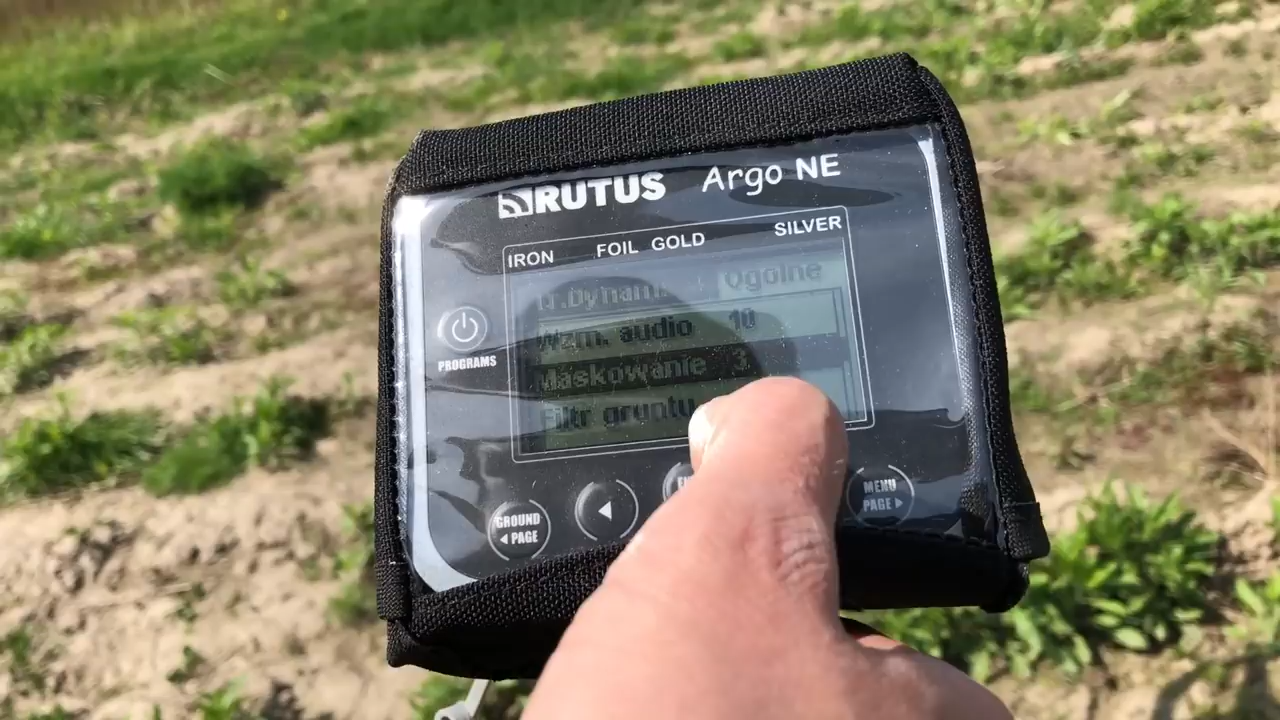 RUTUS Argo NE
IRON FOIL GOLD SILVER
Ogólne
Wzm. audio 10
Maskowanie 3
Filtr gruntu
PROGRAMS
GROUND
◄ PAGE
◄
MENU
PAGE ►